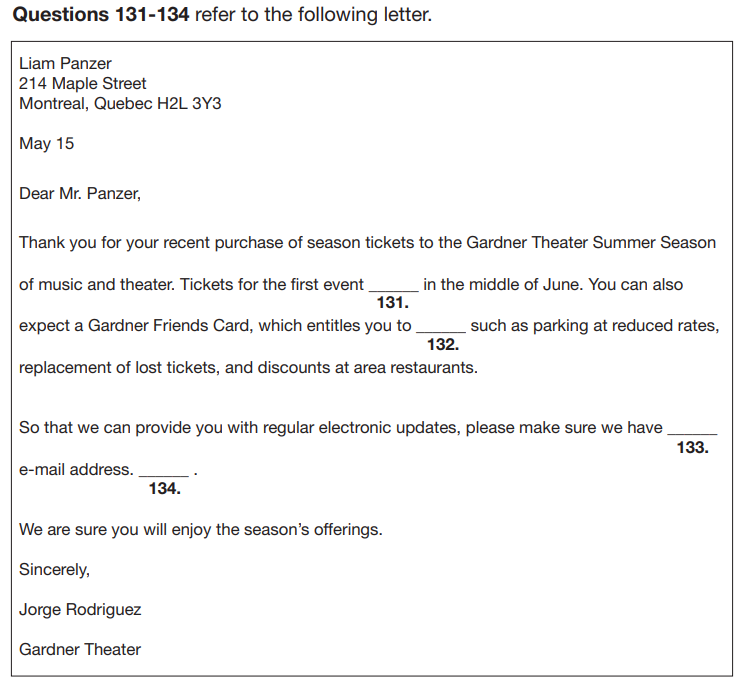 Questions 131-134 refer to the following letter.
Liam Panzer
214 Maple Street
Montreal, Quebec H2L 3Y3
May 15
Dear Mr. Panzer,
Thank you for your recent purchase of season tickets to the Gardner Theater Summer Season
of music and theater. Tickets for the first event ______ in the middle of June. You can also
131.
expect a Gardner Friends Card, which entitles you to ______ such as parking at reduced rates,
132.
replacement of lost tickets, and discounts at area restaurants.
So that we can provide you with regular electronic updates, please make sure we have ______
133.
e-mail address. ______ .
134.
We are sure you will enjoy the season's offerings.
Sincerely,
Jorge Rodriguez
Gardner Theater